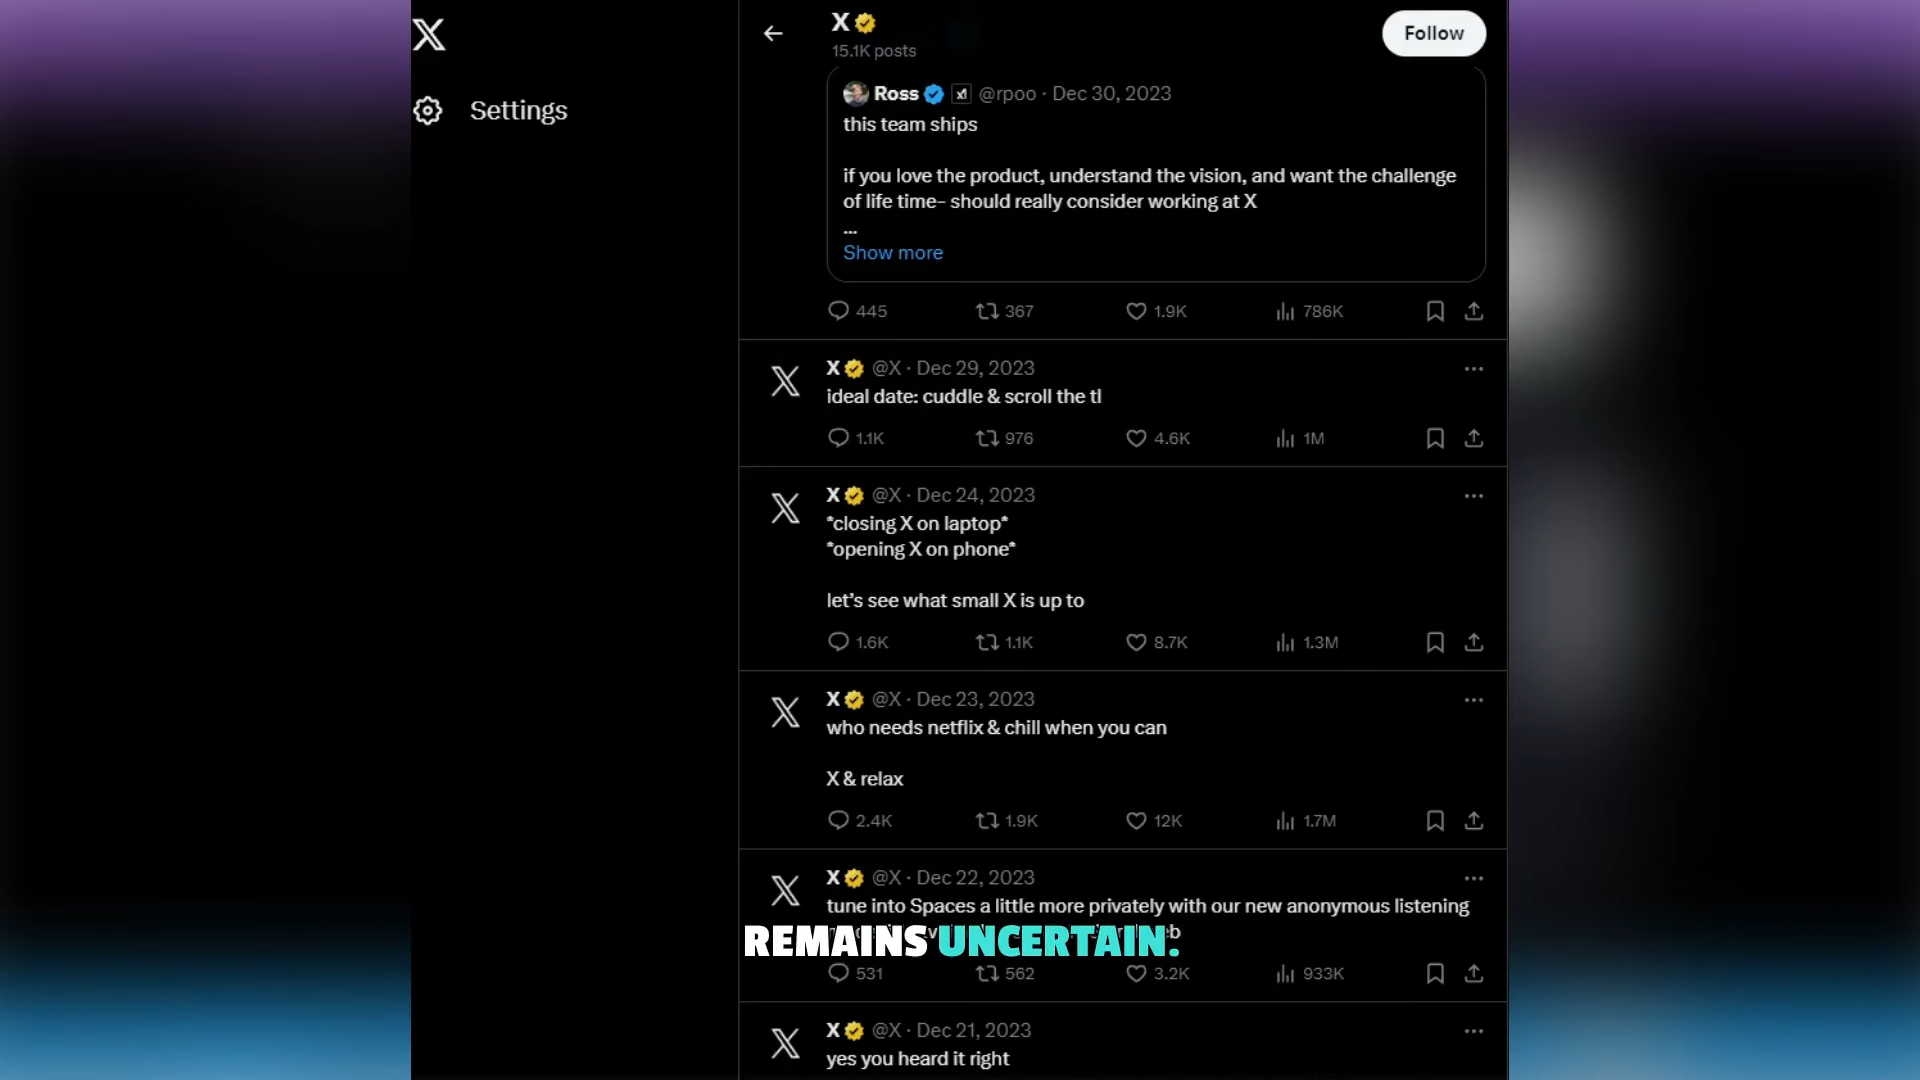 X
Settings
X
15.1K posts
Follow
Ross @rpoo · Dec 30, 2023
this team ships
if you love the product, understand the vision, and want the challenge
of life time- should really consider working at X
...
Show more
445 367 1.9K 786K
X @X · Dec 29, 2023
ideal date: cuddle & scroll the tl
1.1K 976 4.6K 1M
X @X · Dec 24, 2023
*closing X on laptop*
*opening X on phone*
let's see what small X is up to
1.6K 1.1K 8.7K 1.3M
X @X · Dec 23, 2023
who needs netflix & chill when you can
X & relax
2.4K 1.9K 12K 1.7M
X @X · Dec 22, 2023
tune into Spaces a little more privately with our new anonymous listening
REMAINS UNCERTAIN.
531 562 3.2K 933K
X @X · Dec 21, 2023
yes you heard it right